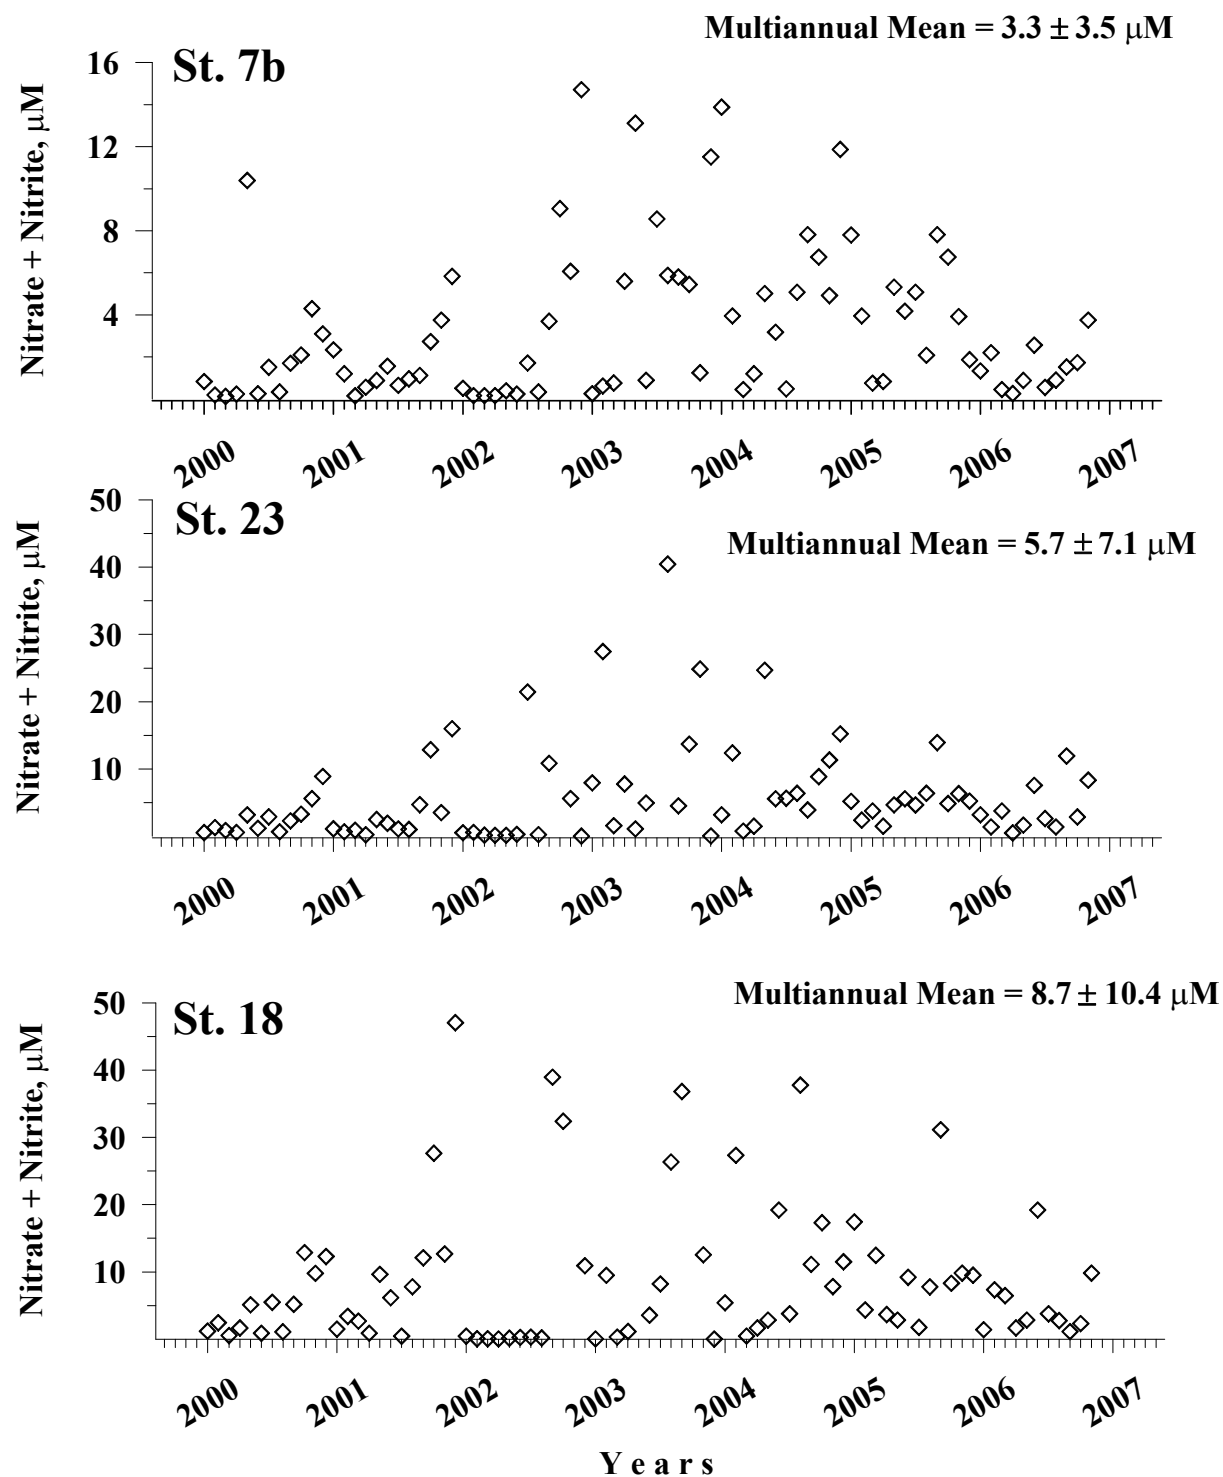 Multiannual Mean = 3.3 ± 3.5 μM
St. 7b
Nitrate + Nitrite, μM
16
12
8
4
2000 2001 2002 2003 2004 2005 2006 2007
St. 23
Multiannual Mean = 5.7 ± 7.1 μM
Nitrate + Nitrite, μM
50
40
30
20
10
2000 2001 2002 2003 2004 2005 2006 2007
Multiannual Mean = 8.7 ± 10.4 μM
St. 18
Nitrate + Nitrite, μM
50
40
30
20
10
2000 2001 2002 2003 2004 2005 2006 2007
Years